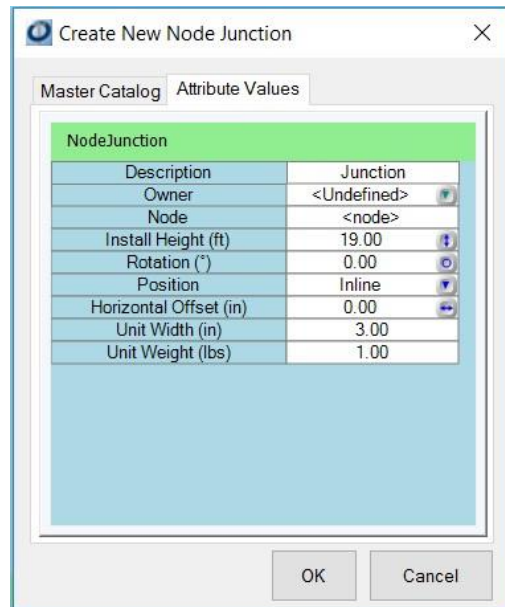 Create New Node Junction
Master Catalog Attribute Values
NodeJunction
Description Junction
Owner <Undefined>
Node <node>
Install Height (ft) 19.00
Rotation (°) 0.00
Position Inline
Horizontal Offset (in) 0.00
Unit Width (in) 3.00
Unit Weight (lbs) 1.00
OK Cancel